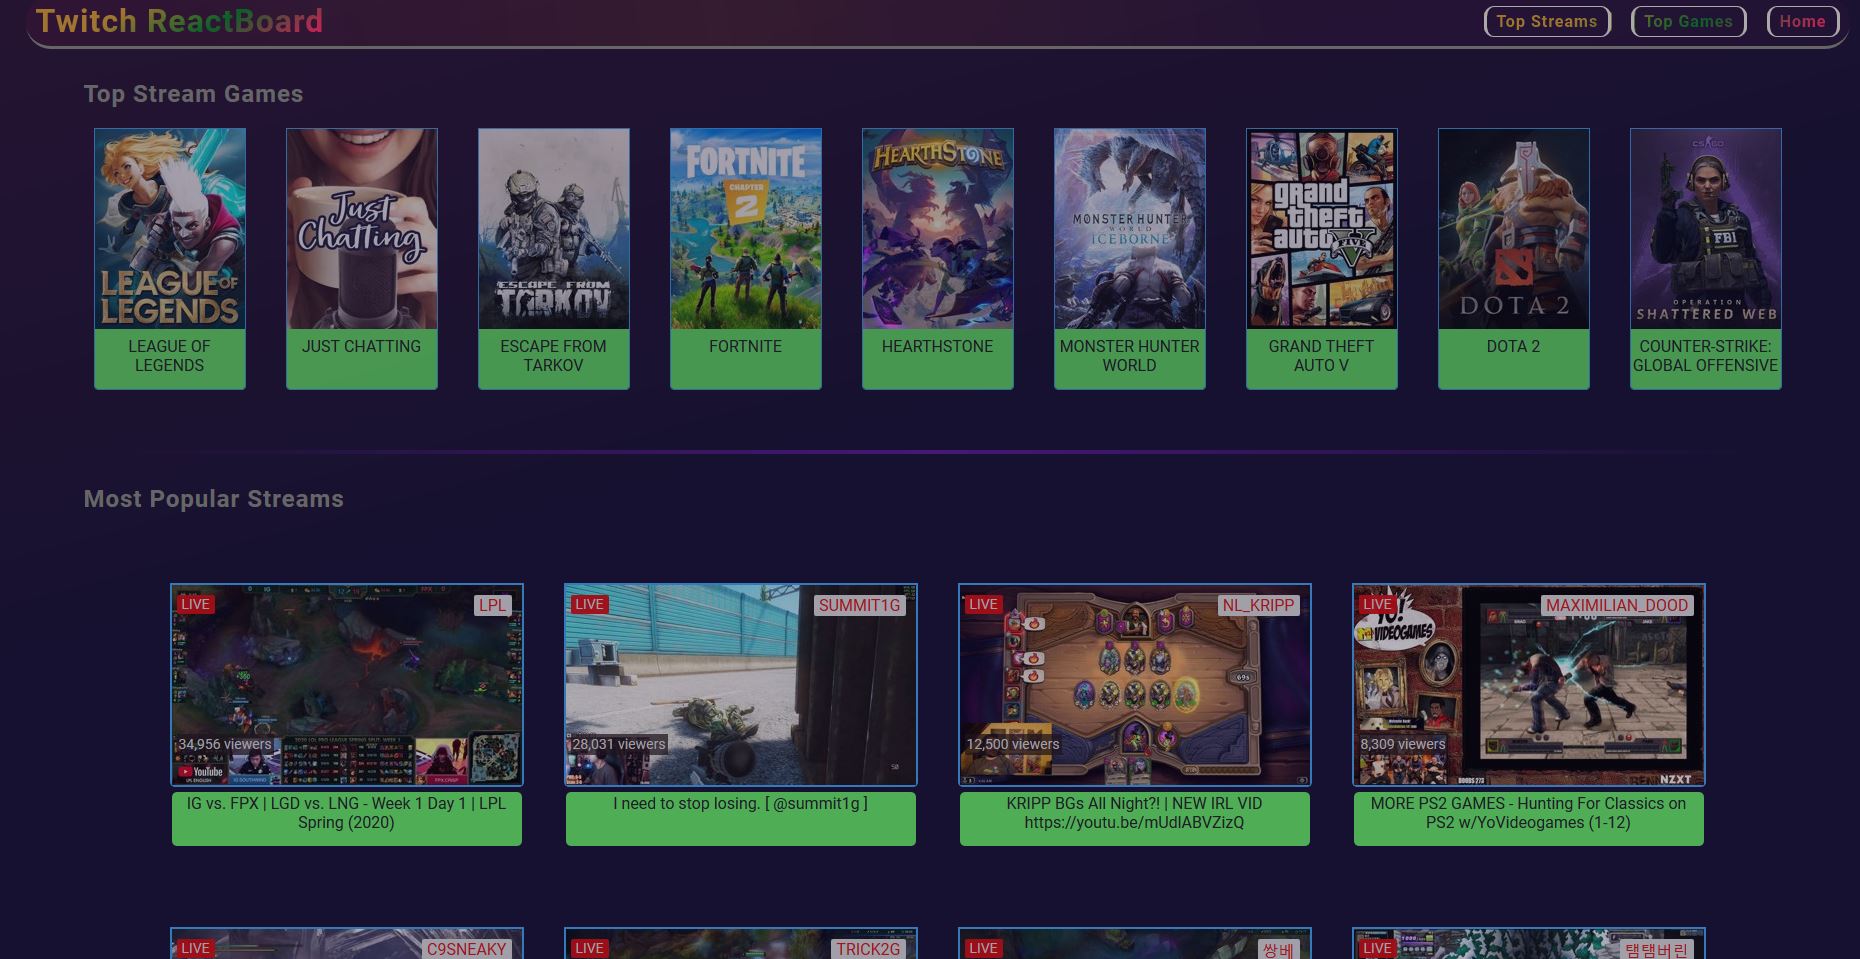 Twitch ReactBoard
Top Streams
Top Games
Home
Top Stream Games
LEAGUE OF
LEGENDS
Just
Chatting
ESCAPE FROM
TARKOV
FORTNITE
CHAPTER
2
HEARTHSTONE
MONSTER HUNTER
WORLD
ICEBORNE
grand
theft
auto
FIVE
DOTA 2
CS GO
FBI
OPERATION
SHATTERED WEB
LEAGUE OF
LEGENDS
JUST CHATTING
ESCAPE FROM
TARKOV
FORTNITE
HEARTHSTONE
MONSTER HUNTER
WORLD
GRAND THEFT
AUTO V
DOTA 2
COUNTER-STRIKE:
GLOBAL OFFENSIVE
Most Popular Streams
LIVE
LPL
34,956 viewers
YouTube
IG vs. FPX | LGD vs. LNG - Week 1 Day 1 | LPL
Spring (2020)
LIVE
SUMMIT1G
28,031 viewers
I need to stop losing. [ @summit1g ]
LIVE
NL_KRIPP
69s
12,500 viewers
KRIPP BGs All Night?! | NEW IRL VID
https://youtu.be/mUdlABVZizQ
LIVE
MAXIMILIAN_DOOD
YO!
VIDEOGAMES
8,309 viewers
NZXT
MORE PS2 GAMES - Hunting For Classics on
PS2 w/YoVideogames (1-12)
LIVE
C9SNEAKY
LIVE
TRICK2G
LIVE
쌍베
LIVE
탬탬버린